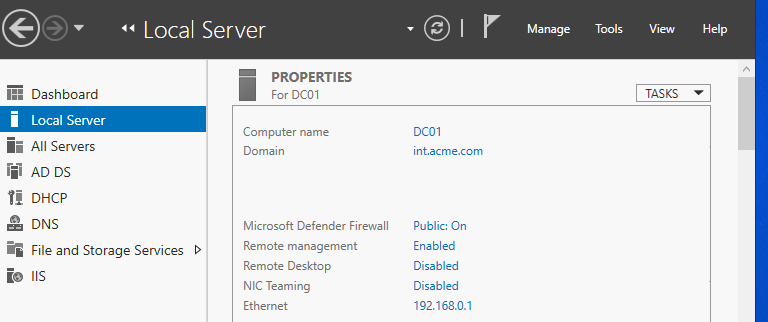 Local Server
Manage Tools View Help
Dashboard
Local Server
All Servers
AD DS
DHCP
DNS
File and Storage Services
IIS
PROPERTIES
For DC01
TASKS
Computer name DC01
Domain int.acme.com
Microsoft Defender Firewall Public: On
Remote management Enabled
Remote Desktop Disabled
NIC Teaming Disabled
Ethernet 192.168.0.1